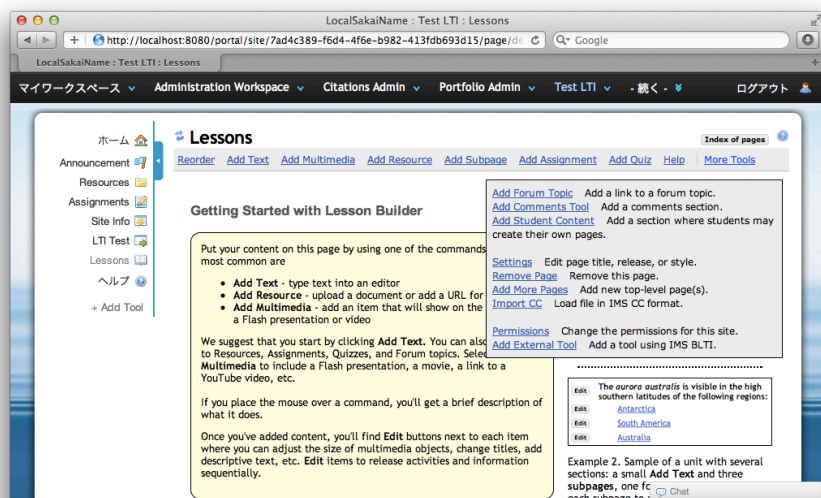 LocalSakaiName : Test LTI : Lessons
http://localhost:8080/portal/site/7ad4c389-f6d4-4f6e-b982-413fdb693d15/page/de
Google
LocalSakaiName : Test LTI : Lessons
マイワークスペース Administration Workspace Citations Admin Portfolio Admin Test LTI - 続く - ログアウト
ホーム
Announcement
Resources
Assignments
Site Info
LTI Test
Lessons
ヘルプ
+ Add Tool
Lessons
Index of pages
Reorder Add Text Add Multimedia Add Resource Add Subpage Add Assignment Add Quiz Help More Tools
Add Forum Topic Add a link to a forum topic.
Add Comments Tool Add a comments section.
Add Student Content Add a section where students may
create their own pages.
Settings Edit page title, release, or style.
Remove Page Remove this page.
Add More Pages Add new top-level page(s).
Import CC Load file in IMS CC format.
Permissions Change the permissions for this site.
Add External Tool Add a tool using IMS BLTI.
Getting Started with Lesson Builder
Put your content on this page by using one of the commands
most common are
• Add Text - type text into an editor
• Add Resource - upload a document or add a URL for
• Add Multimedia - add an item that will show on the
a Flash presentation or video
We suggest that you start by clicking Add Text. You can also
to Resources, Assignments, Quizzes, and Forum topics.
Multimedia to include a Flash presentation, a movie, a link to a
YouTube video, etc.
If you place the mouse over a command, you'll get a brief description of
what it does.
Once you've added content, you'll find Edit buttons next to each item
where you can adjust the size of multimedia objects, change titles, add
descriptive text, etc. Edit items to release activities and information
sequentially.
Edit The aurora australis is visible in the high
southern latitudes of the following regions:
Edit Antarctica
Edit South America
Edit Australia
Example 2. Sample of a unit with several
sections: a small Add Text and three
subpages, one
each subpage to
Chat